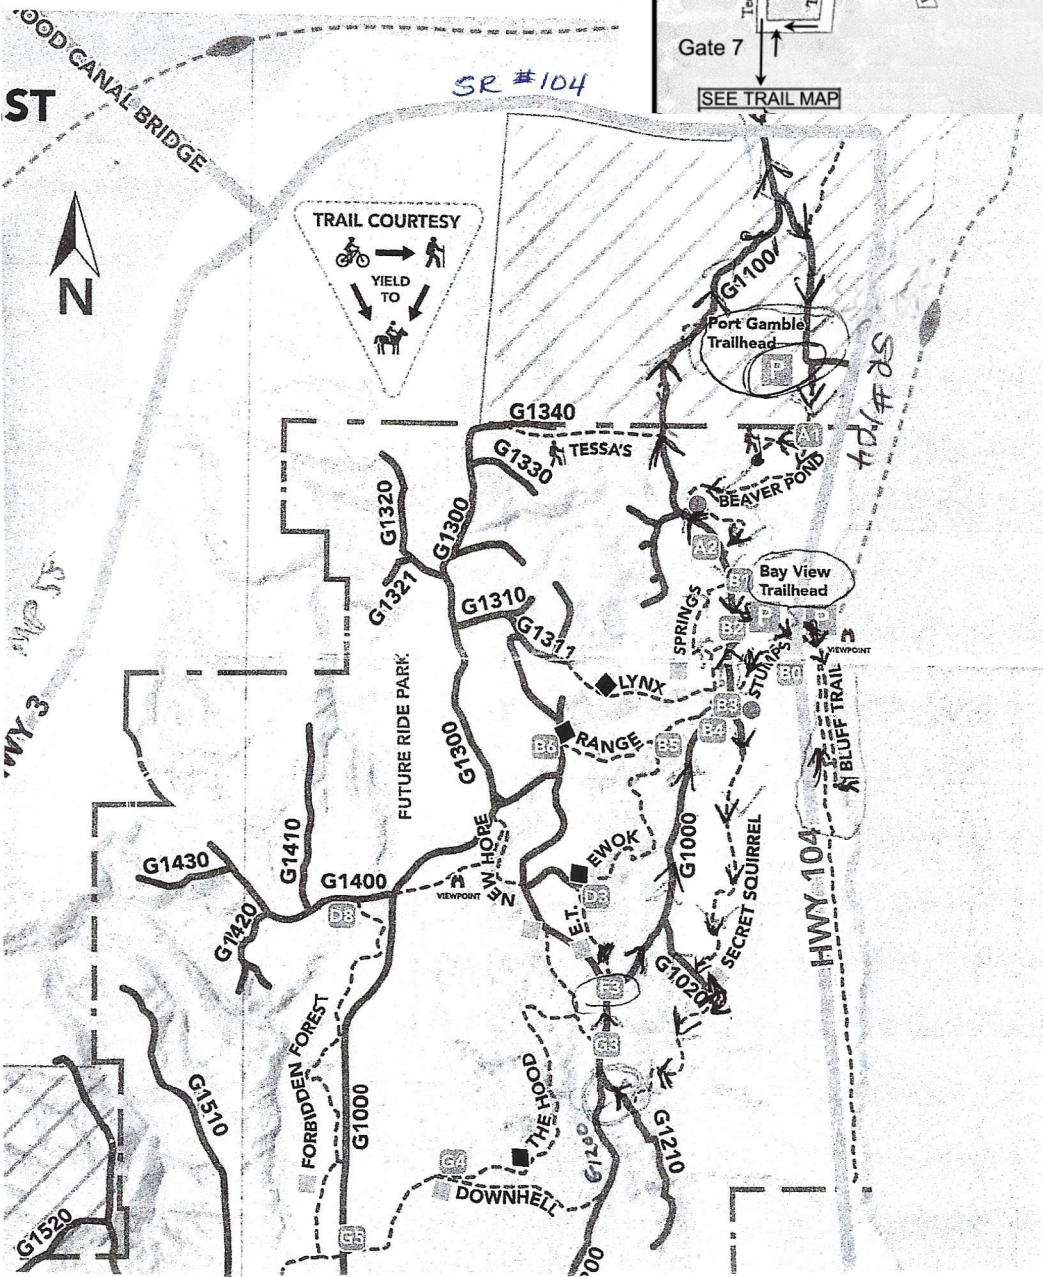 Gate 7
SEE TRAIL MAP
OOD CANAL BRIDGE
ST
SR #104
N
TRAIL COURTESY
YIELD
TO
G1100
Port Gamble
Trailhead
P
SR #104
G1340
TESSA'S
G1330
A1
BEAVER POND
G1320
G1300
A2
G1321
G1310
G1311
B1
Bay View
Trailhead
P
P
B2
SPRINGS
STUMPS
VIEWPOINT
B0
LYNX
B3
B4
BLUFF TRAIL
MP 55
WY 3
FUTURE RIDE PARK
G1300
B6
RANGE
B5
G1410
G1430
G1400
NEW HOPE
VIEWPOINT
EWOK
D3
E.T.
G1000
SECRET SQUIRREL
HWY 104
G1420
D8
F3
G1020
G3
FORBIDDEN FOREST
G1000
THE HOOD
G1510
G1200
G1210
G4
DOWNHELL
G5
G1520
00